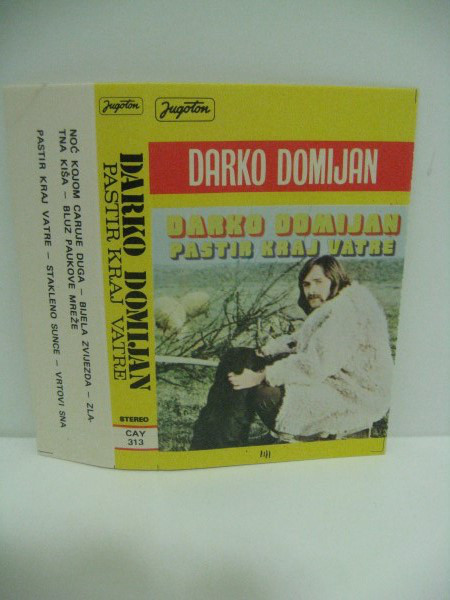 NOĆ KOJOM CARUJE DUGA – BIJELA ZVIJEZDA – ZLA-
TNA KIŠA – BLUZ PAUKOVE MREŽE
PASTIR KRAJ VATRE – STAKLENO SUNCE – VRTOVI SNA
Jugoton
DARKO DOMIJAN
PASTIR KRAJ VATRE
STEREO
CAY
313
Jugoton
DARKO DOMIJAN
DARKO DOMIJAN
PASTIR KRAJ VATRE